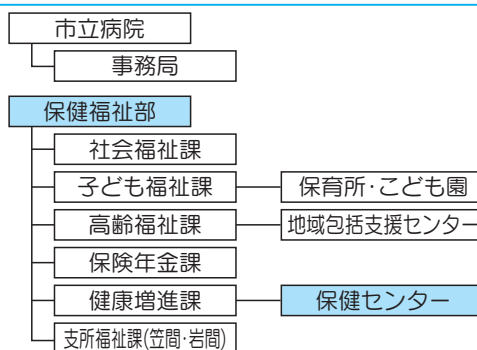 市立病院
事務局
保健福祉部
社会福祉課
子ども福祉課 保育所・こども園
高齢福祉課 地域包括支援センター
保険年金課
健康増進課 保健センター
支所福祉課(笠間・岩間)